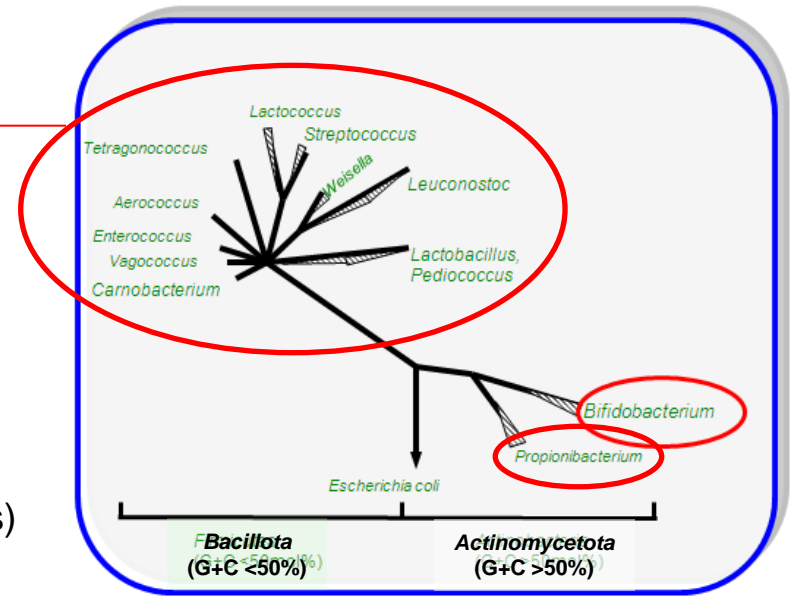 Lactococcus
Streptococcus
Tetragonococcus
Weisella
Leuconostoc
Aerococcus
Enterococcus
Vagococcus
Lactobacillus,
Pediococcus
Carnobacterium
Bifidobacterium
Propionibacterium
Escherichia coli
s)
Bacillota
(G+C <50%)
Actinomycetota
(G+C >50%)